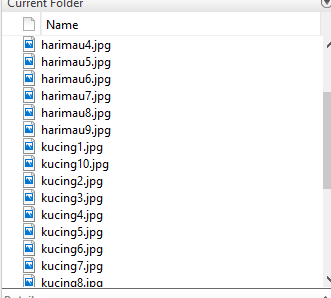 Current Folder
Name
harimau4.jpg
harimau5.jpg
harimau6.jpg
harimau7.jpg
harimau8.jpg
harimau9.jpg
kucing1.jpg
kucing10.jpg
kucing2.jpg
kucing3.jpg
kucing4.jpg
kucing5.jpg
kucing6.jpg
kucing7.jpg
kucing8.jpg